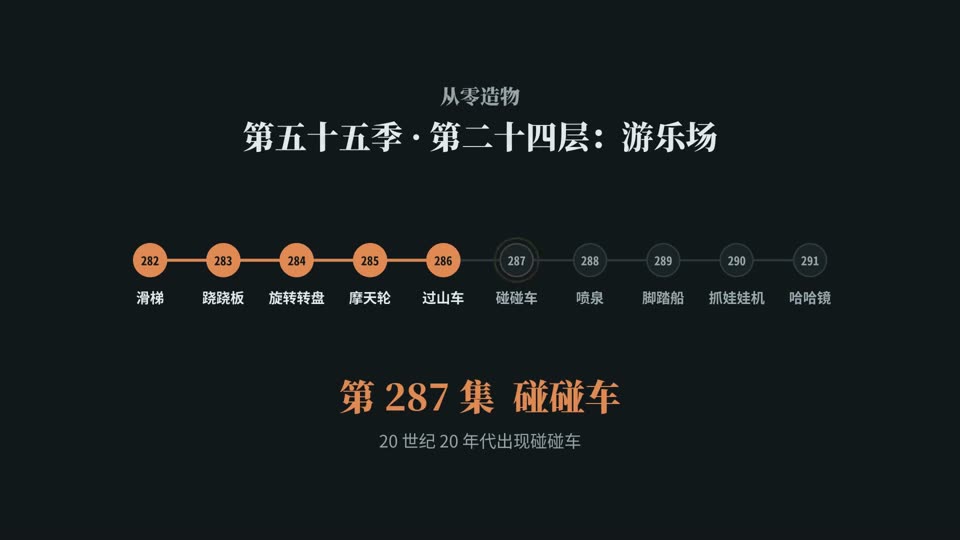 从零造物
第五十五季 · 第二十四层：游乐场
282 283 284 285 286 287 288 289 290 291
滑梯 跷跷板 旋转转盘 摩天轮 过山车 碰碰车 喷泉 脚踏船 抓娃娃机 哈哈镜
第 287 集 碰碰车
20 世纪 20 年代出现碰碰车